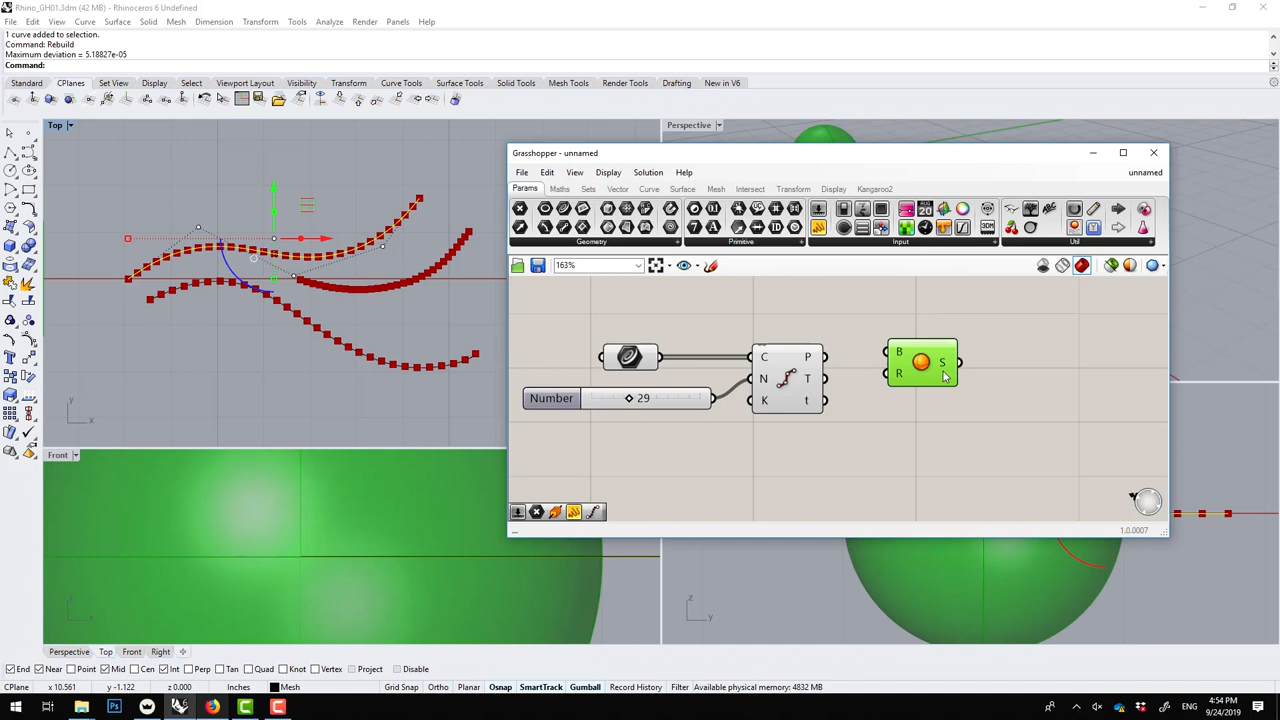 Rhino_GH01.3dm (42 MB) - Rhinoceros 6 Undefined
File Edit View Curve Surface Solid Mesh Dimension Transform Tools Analyze Render Panels Help
1 curve added to selection.
Command: Rebuild
Maximum deviation = 5.18827e-05
Command:
Standard CPlanes Set View Display Select Viewport Layout Visibility Transform Curve Tools Surface Tools Solid Tools Mesh Tools Render Tools Drafting New in V6
Top
Perspective
Grasshopper - unnamed
File Edit View Display Solution Help unnamed
Params Maths Sets Vector Curve Surface Mesh Intersect Transform Display Kangaroo2
Geometry Primitive Input Util
163%
C P
N T
K t
Number 29
B S
R
1.0.0007
y
x
Front
z
x
z
y
Perspective Top Front Right
End Near Point Mid Cen Int Perp Tan Quad Knot Vertex Project Disable
CPlane x 10.561 y -1.122 z 0.000 Inches Mesh Grid Snap Ortho Planar Osnap SmartTrack Gumball Record History Filter Available physical memory: 4832 MB
4:54 PM
9/24/2019